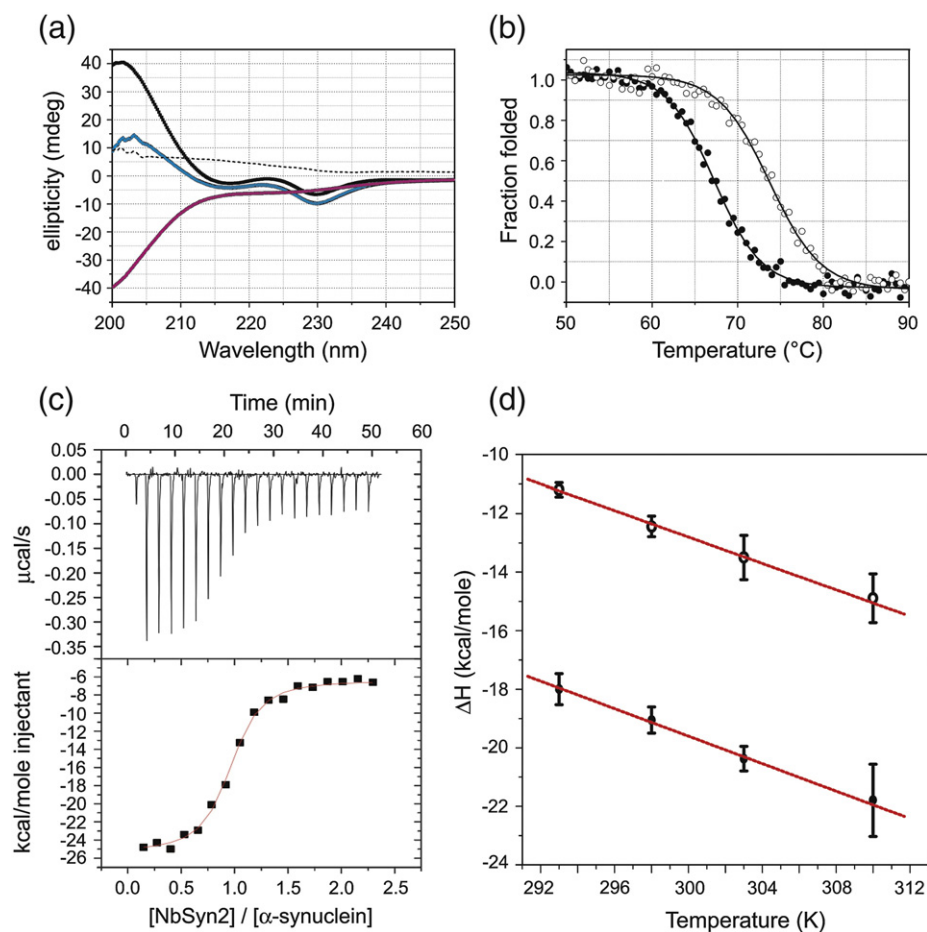 (a)
ellipticity (mdeg)
40
30
20
10
0
-10
-20
-30
-40
200 210 220 230 240 250
Wavelength (nm)
(b)
Fraction folded
1.0
0.8
0.6
0.4
0.2
0.0
50 60 70 80 90
Temperature (°C)
(c)
Time (min)
0 10 20 30 40 50 60
µcal/s
0.05
0.00
-0.05
-0.10
-0.15
-0.20
-0.25
-0.30
-0.35
kcal/mole injectant
-6
-8
-10
-12
-14
-16
-18
-20
-22
-24
-26
0.0 0.5 1.0 1.5 2.0 2.5
[NbSyn2] / [α-synuclein]
(d)
ΔH (kcal/mole)
-10
-12
-14
-16
-18
-20
-22
-24
292 296 300 304 308 312
Temperature (K)